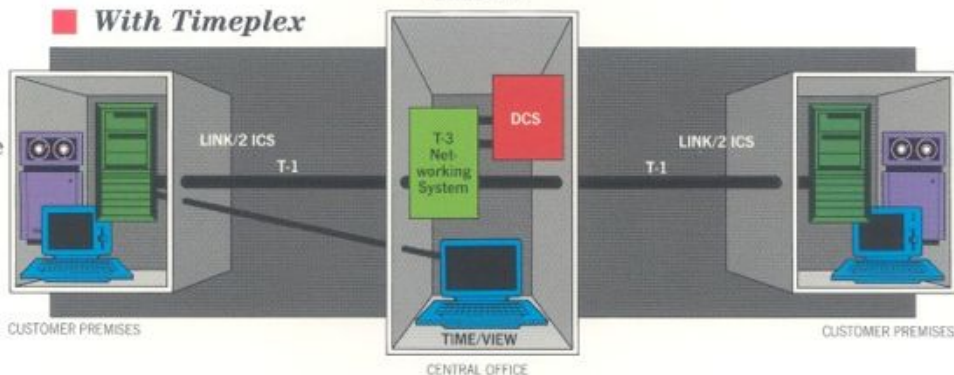 With Timeplex
LINK/2 ICS
T-1
T-3
Net-
working
System
DCS
LINK/2 ICS
T-1
TIME/VIEW
CUSTOMER PREMISES
CENTRAL OFFICE
CUSTOMER PREMISES